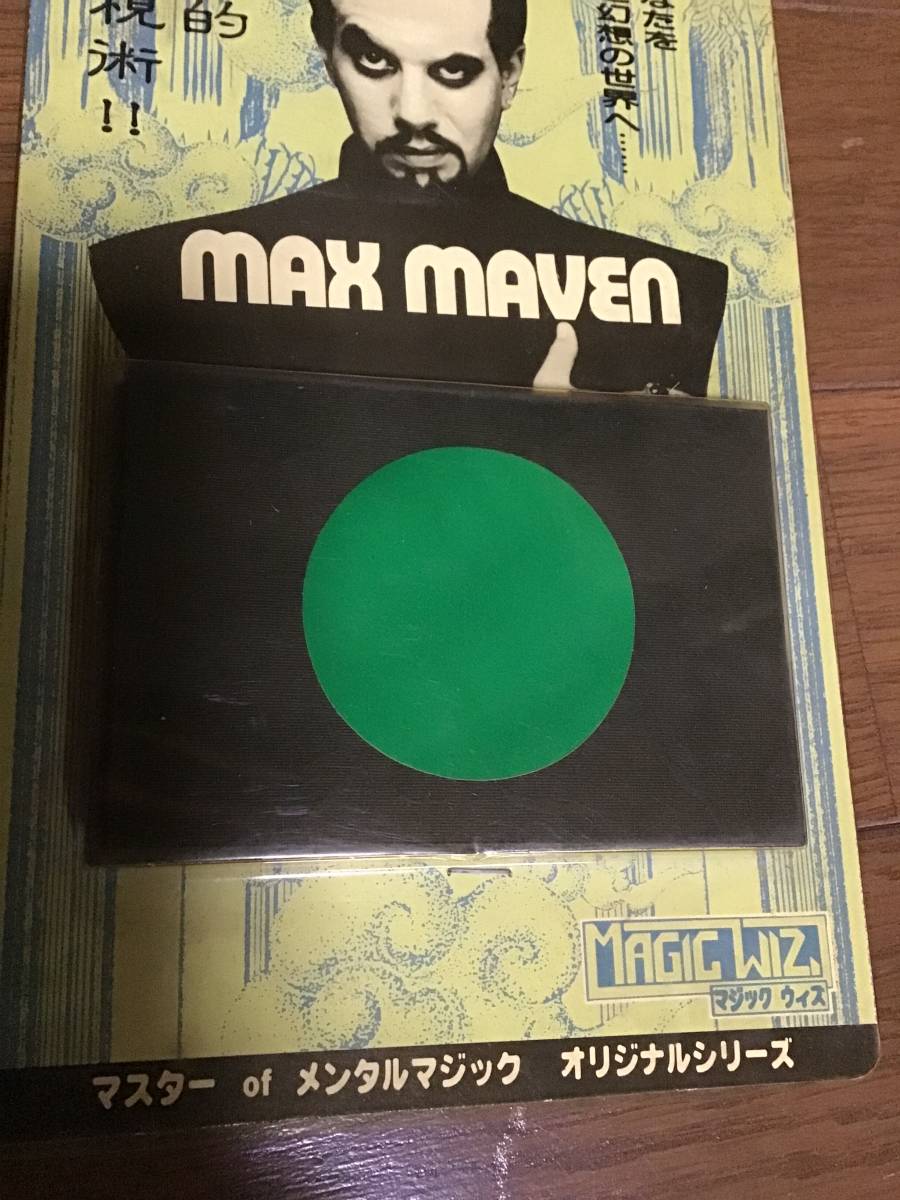 を
幻想の世界へ……
的
視術!!
MAX MAVEN
MAGIC WIZ.
マジック ウィズ
マスター of メンタルマジック オリジナルシリーズ